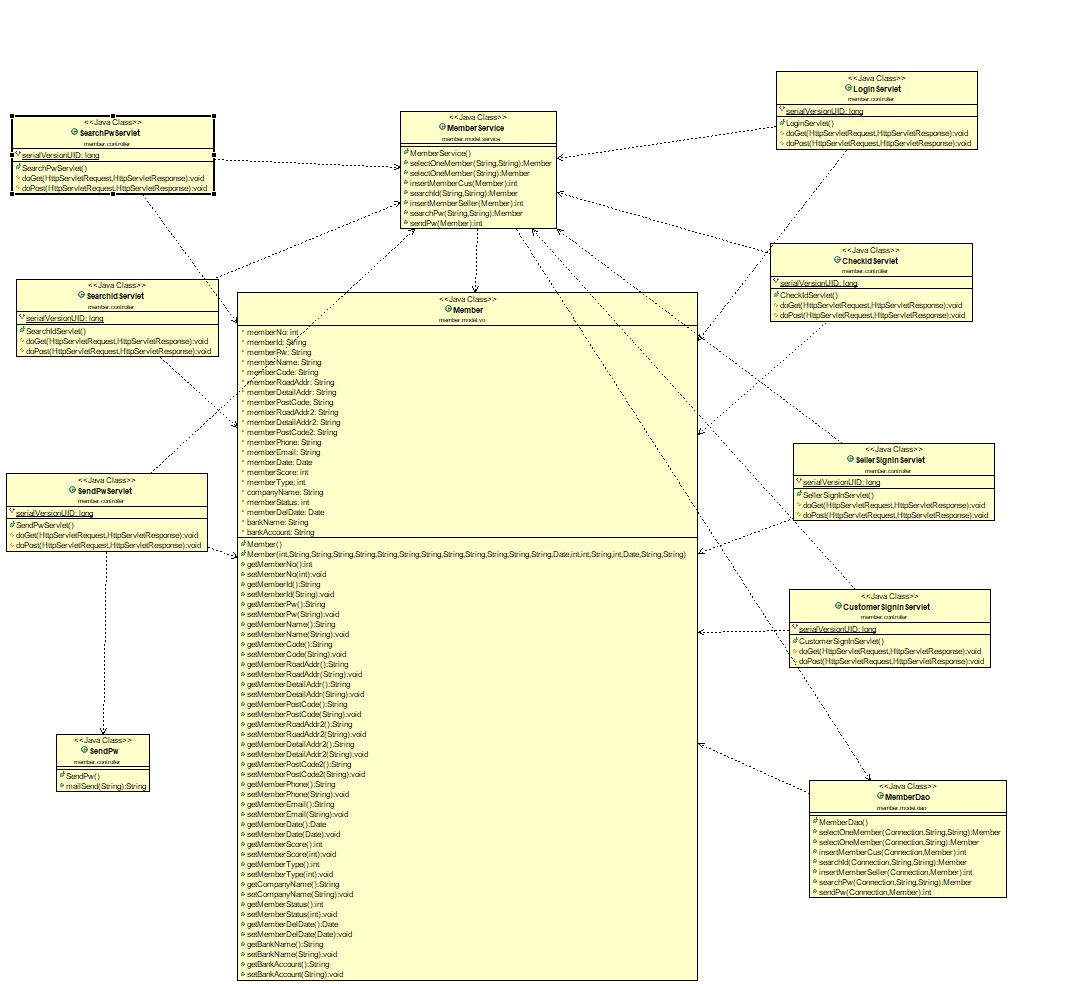 <<Java Class>>
LoginServlet
member.controller
serialVersionUID: long
LoginServlet()
doGet(HttpServletRequest,HttpServletResponse):void
doPost(HttpServletRequest,HttpServletResponse):void
<<Java Class>>
SearchPwServlet
member.controller
serialVersionUID: long
SearchPwServlet()
doGet(HttpServletRequest,HttpServletResponse):void
doPost(HttpServletRequest,HttpServletResponse):void
<<Java Class>>
MemberService
member.model.service
MemberService()
selectOneMember(String,String):Member
selectOneMember(String):Member
insertMemberCus(Member):int
searchId(String,String):Member
insertMemberSeller(Member):int
searchPw(String,String):Member
sendPw(Member):int
<<Java Class>>
CheckIdServlet
member.controller
serialVersionUID: long
CheckIdServlet()
doGet(HttpServletRequest,HttpServletResponse):void
doPost(HttpServletRequest,HttpServletResponse):void
<<Java Class>>
SearchIdServlet
member.controller
serialVersionUID: long
SearchIdServlet()
doGet(HttpServletRequest,HttpServletResponse):void
doPost(HttpServletRequest,HttpServletResponse):void
<<Java Class>>
Member
member.model.vo
memberNo: int
memberId: String
memberPw: String
memberName: String
memberCode: String
memberRoadAddr: String
memberDetailAddr: String
memberPostCode: String
memberRoadAddr2: String
memberDetailAddr2: String
memberPostCode2: String
memberPhone: String
memberEmail: String
memberDate: Date
memberScore: int
memberType: int
companyName: String
memberStatus: int
memberDelDate: Date
bankName: String
bankAccount: String
Member()
Member(int,String,String,String,String,String,String,String,String,String,String,String,String,Date,int,int,String,int,Date,String,String)
getMemberNo():int
setMemberNo(int):void
getMemberId():String
setMemberId(String):void
getMemberPw():String
setMemberPw(String):void
getMemberName():String
setMemberName(String):void
getMemberCode():String
setMemberCode(String):void
getMemberRoadAddr():String
setMemberRoadAddr(String):void
getMemberDetailAddr():String
setMemberDetailAddr(String):void
getMemberPostCode():String
setMemberPostCode(String):void
getMemberRoadAddr2():String
setMemberRoadAddr2(String):void
getMemberDetailAddr2():String
setMemberDetailAddr2(String):void
getMemberPostCode2():String
setMemberPostCode2(String):void
getMemberPhone():String
setMemberPhone(String):void
getMemberEmail():String
setMemberEmail(String):void
getMemberDate():Date
setMemberDate(Date):void
getMemberScore():int
setMemberScore(int):void
getMemberType():int
setMemberType(int):void
getCompanyName():String
setCompanyName(String):void
getMemberStatus():int
setMemberStatus(int):void
getMemberDelDate():Date
setMemberDelDate(Date):void
getBankName():String
setBankName(String):void
getBankAccount():String
setBankAccount(String):void
<<Java Class>>
SellerSignInServlet
member.controller
serialVersionUID: long
SellerSignInServlet()
doGet(HttpServletRequest,HttpServletResponse):void
doPost(HttpServletRequest,HttpServletResponse):void
<<Java Class>>
SendPwServlet
member.controller
serialVersionUID: long
SendPwServlet()
doGet(HttpServletRequest,HttpServletResponse):void
doPost(HttpServletRequest,HttpServletResponse):void
<<Java Class>>
CustomerSignInServlet
member.controller
serialVersionUID: long
CustomerSignInServlet()
doGet(HttpServletRequest,HttpServletResponse):void
doPost(HttpServletRequest,HttpServletResponse):void
<<Java Class>>
SendPw
member.controller
SendPw()
mailSend(String):String
<<Java Class>>
MemberDao
member.model.dao
MemberDao()
selectOneMember(Connection,String,String):Member
selectOneMember(Connection,String):Member
insertMemberCus(Connection,Member):int
searchId(Connection,String,String):Member
insertMemberSeller(Connection,Member):int
searchPw(Connection,String,String):Member
sendPw(Connection,Member):int